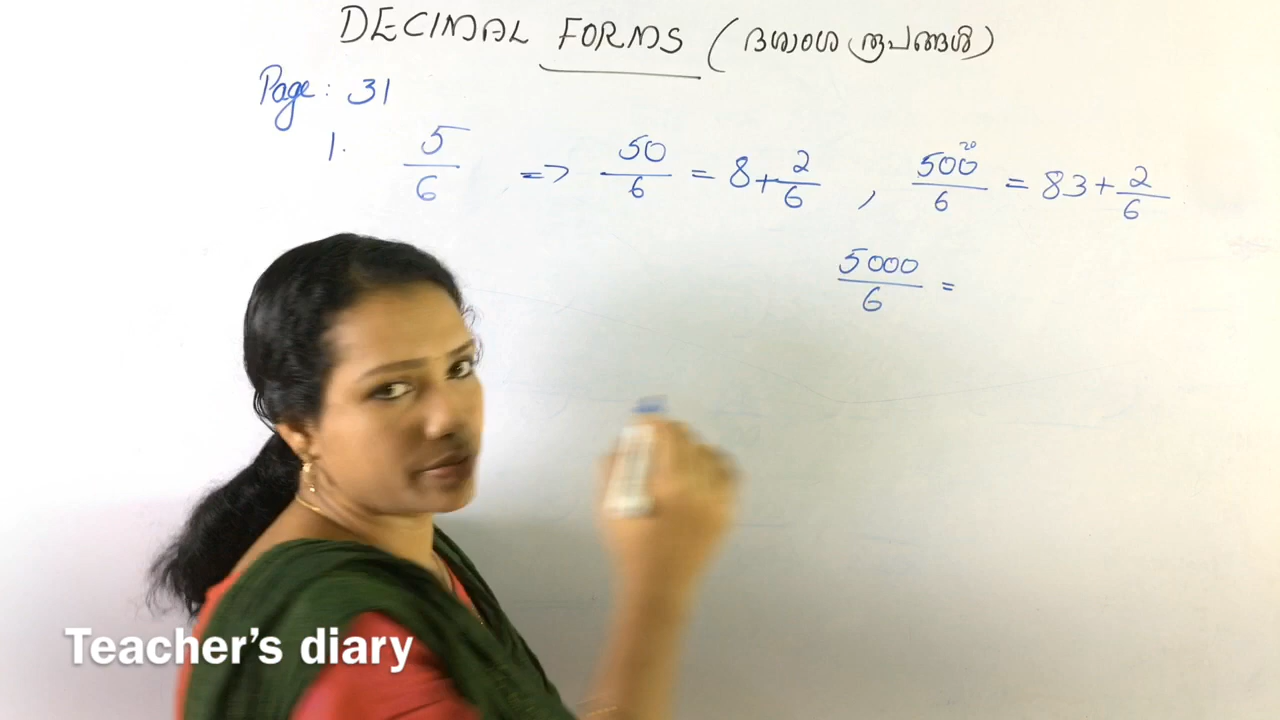 DECIMAL FORMS (ദശാംശ രൂപങ്ങൾ)
Page: 31
1. 5/6 => 50/6 = 8+2/6 , 500/6 = 83+2/6
20
5000/6 =
Teacher's diary